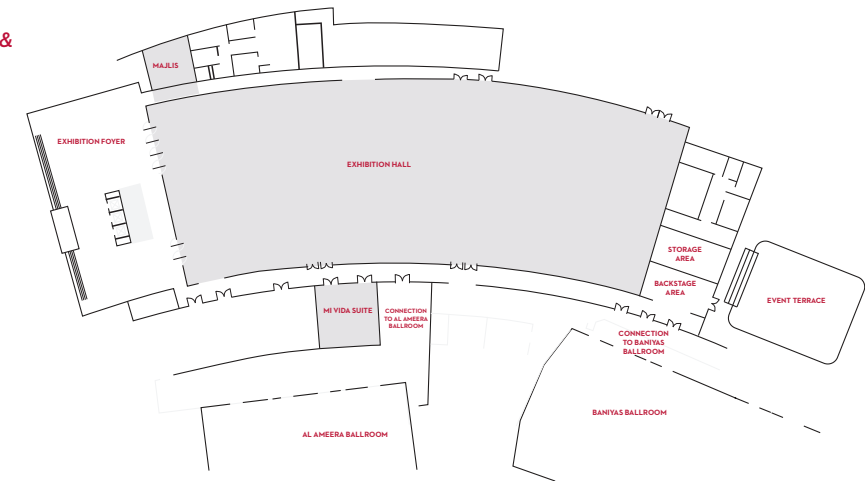 &
MAJLIS
EXHIBITION FOYER
EXHIBITION HALL
STORAGE
AREA
BACKSTAGE
AREA
EVENT TERRACE
MI VIDA SUITE
CONNECTION
TO AL AMEERA
BALLROOM
CONNECTION
TO BANIYAS
BALLROOM
BANIYAS BALLROOM
AL AMEERA BALLROOM